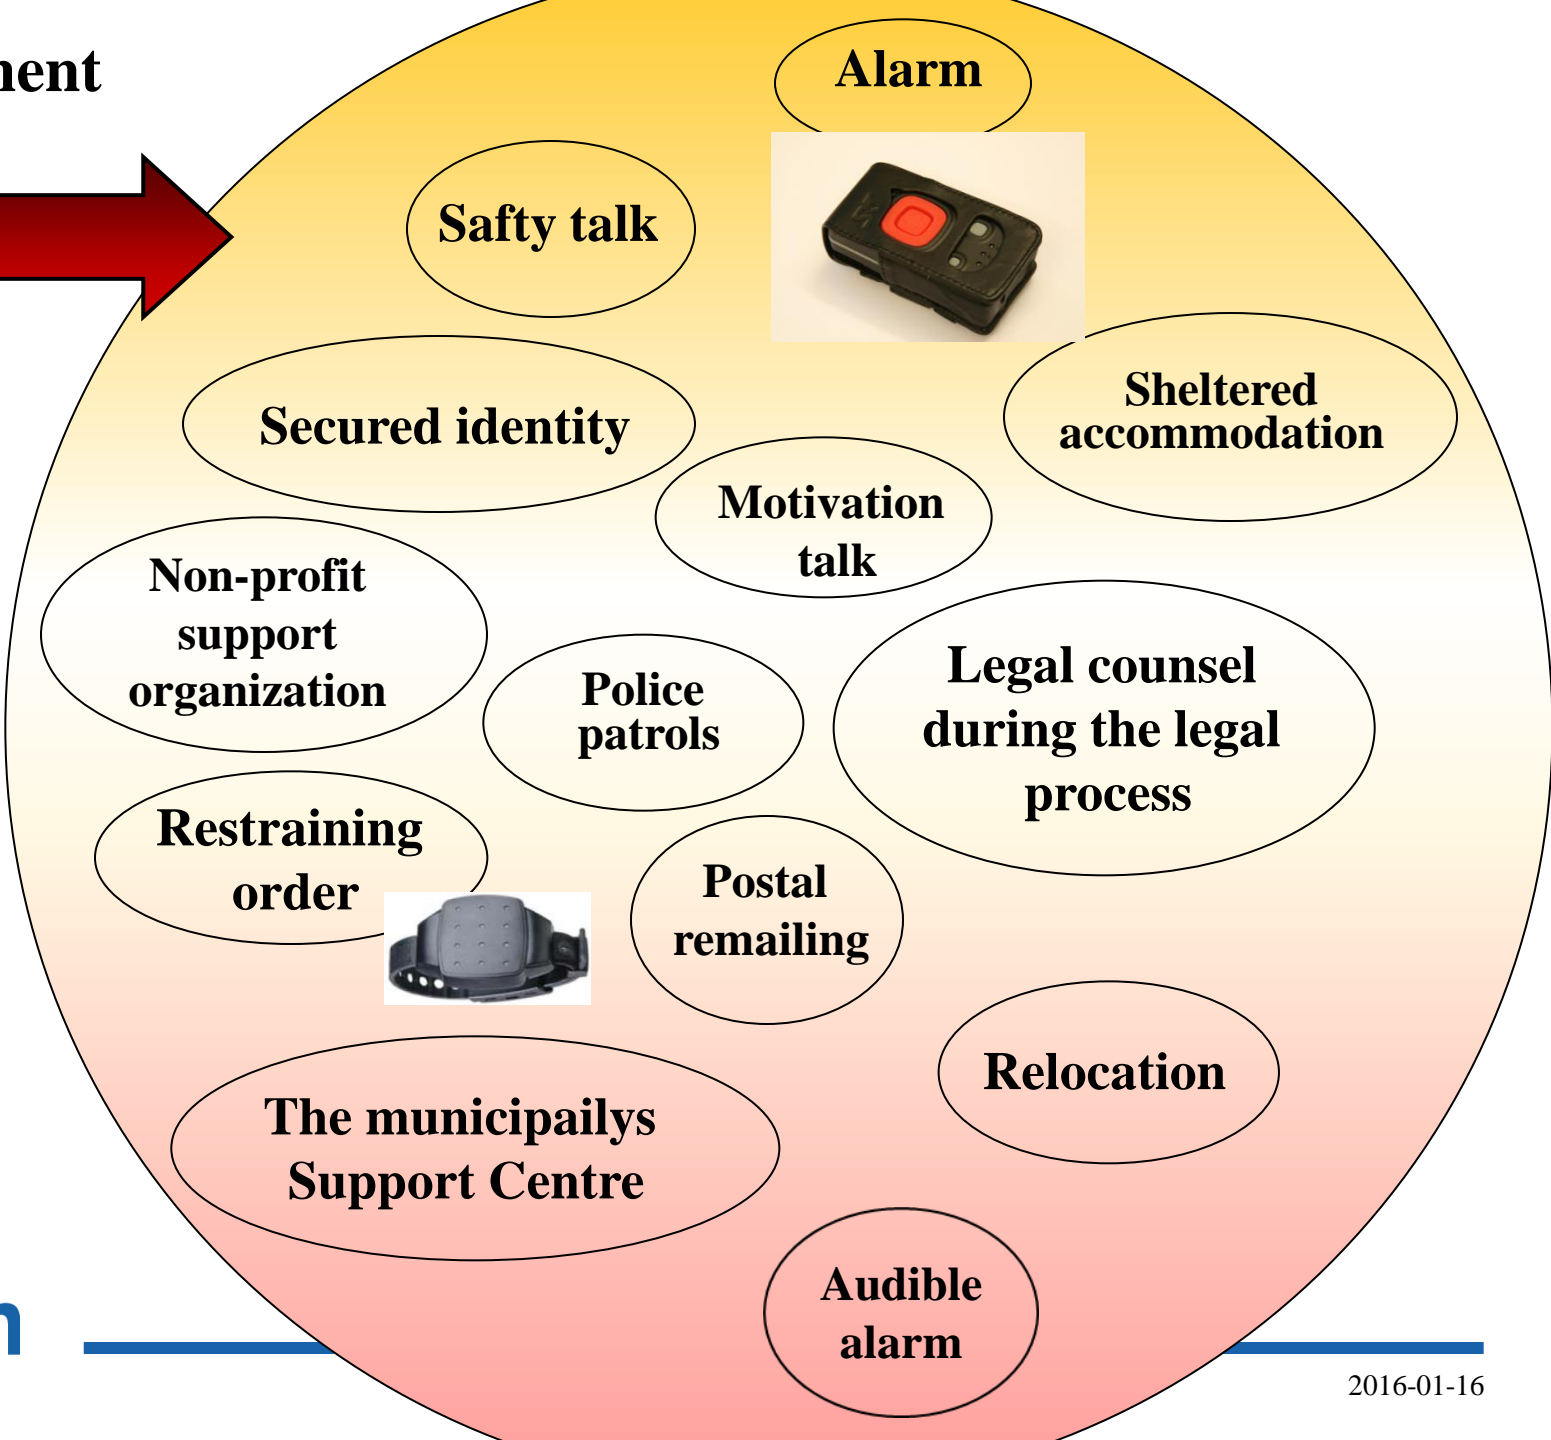 Alarm
Safty talk
Secured identity
Sheltered
accommodation
Motivation
talk
Non-profit
support
organization
Police
patrols
Legal counsel
during the legal
process
Restraining
order
Postal
remailing
Relocation
The municipailys
Support Centre
Audible
alarm
2016-01-16